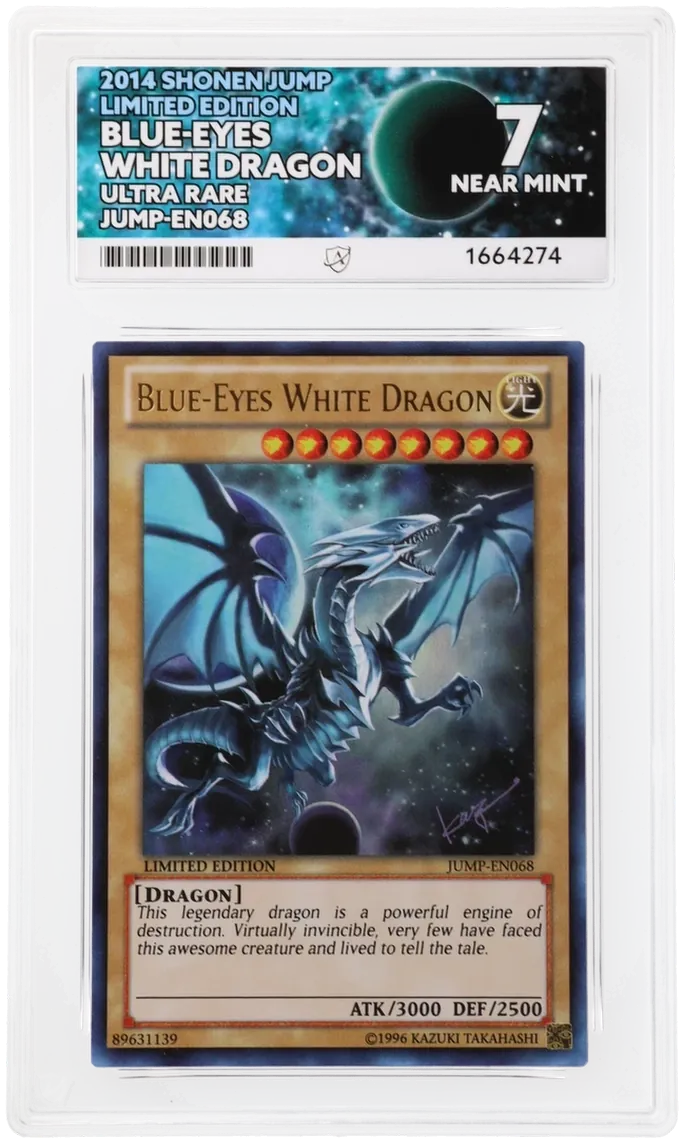 2014 SHONEN JUMP
LIMITED EDITION
BLUE-EYES
WHITE DRAGON
ULTRA RARE
JUMP-EN068
7
NEAR MINT
1664274
BLUE-EYES WHITE DRAGON
LIGHT
光
Kaz
LIMITED EDITION
JUMP-EN068
[DRAGON]
This legendary dragon is a powerful engine of
destruction. Virtually invincible, very few have faced
this awesome creature and lived to tell the tale.
ATK/3000 DEF/2500
89631139
©1996 KAZUKI TAKAHASHI